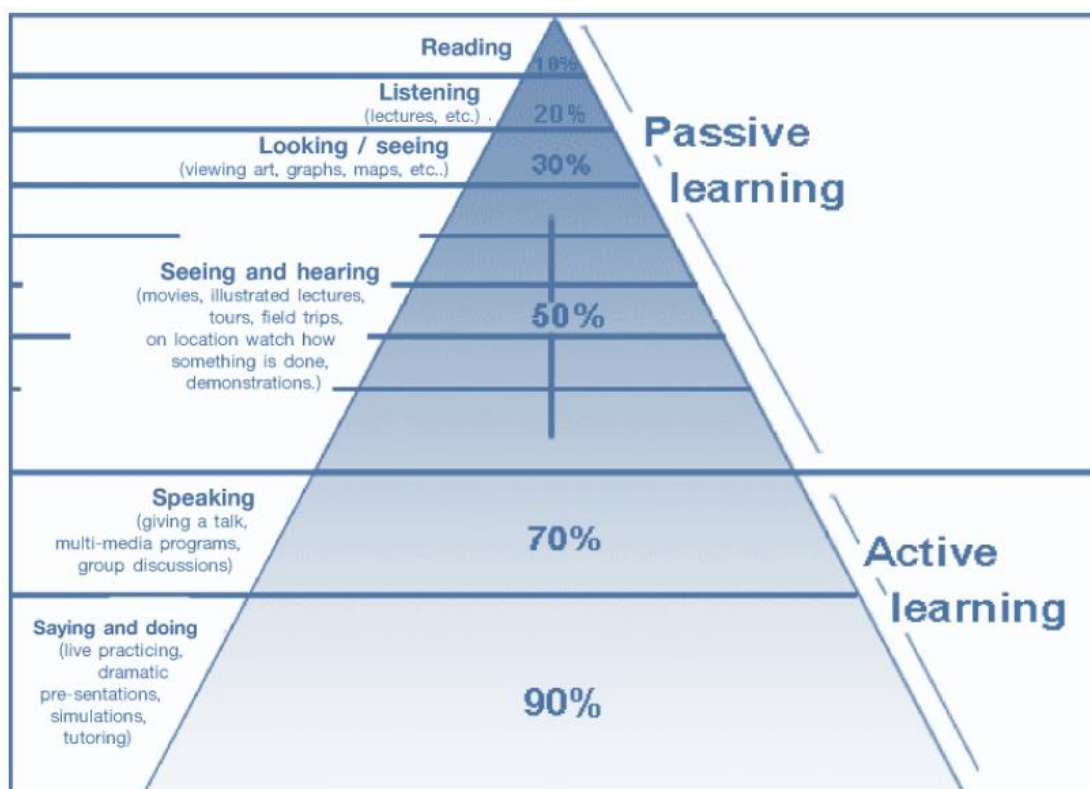 Reading
10%
Listening
(lectures, etc.)
20%
Looking / seeing
(viewing art, graphs, maps, etc..)
30%
Passive
learning
Seeing and hearing
(movies, illustrated lectures,
tours, field trips,
on location watch how
something is done,
demonstrations.)
50%
Speaking
(giving a talk,
multi-media programs,
group discussions)
70%
Active
learning
Saying and doing
(live practicing,
dramatic
pre-sentations,
simulations,
tutoring)
90%